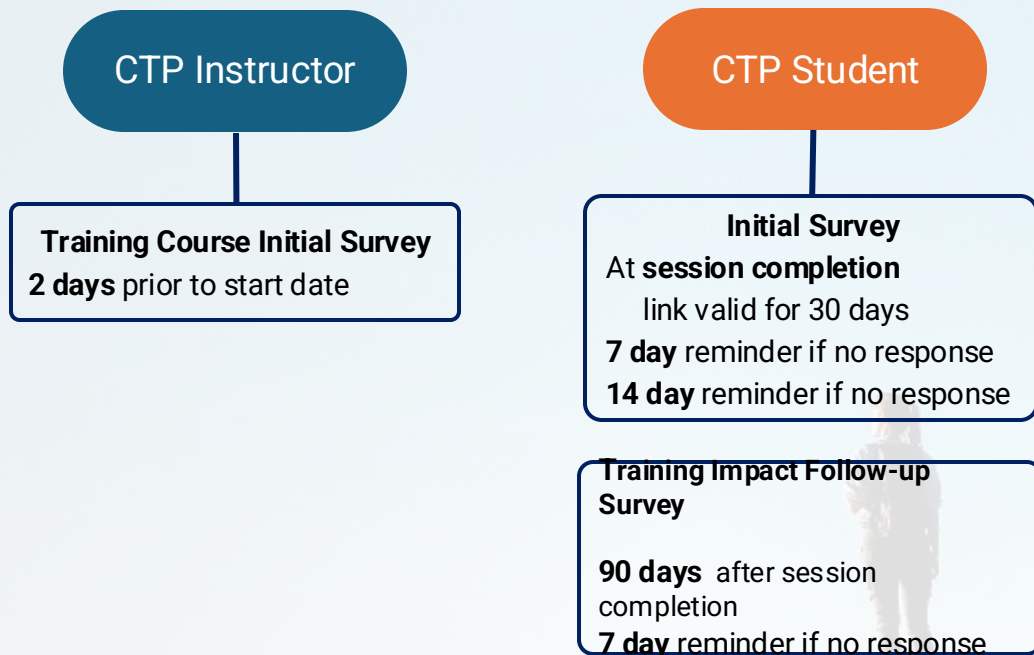 CTP Instructor
Training Course Initial Survey
2 days prior to start date
CTP Student
Initial Survey
At session completion
link valid for 30 days
7 day reminder if no response
14 day reminder if no response
Training Impact Follow-up
Survey
90 days after session
completion
7 day reminder if no response